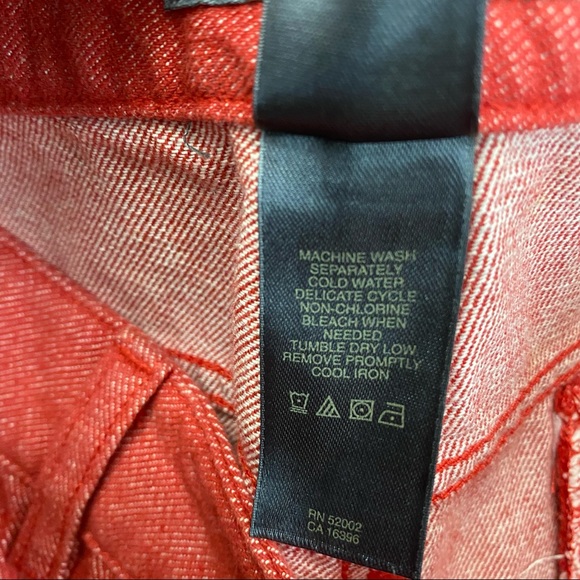 MACHINE WASH
SEPARATELY
COLD WATER
DELICATE CYCLE
NON-CHLORINE
BLEACH WHEN
NEEDED
TUMBLE DRY LOW
REMOVE PROMPTLY
COOL IRON
RN 52002
CA 16396